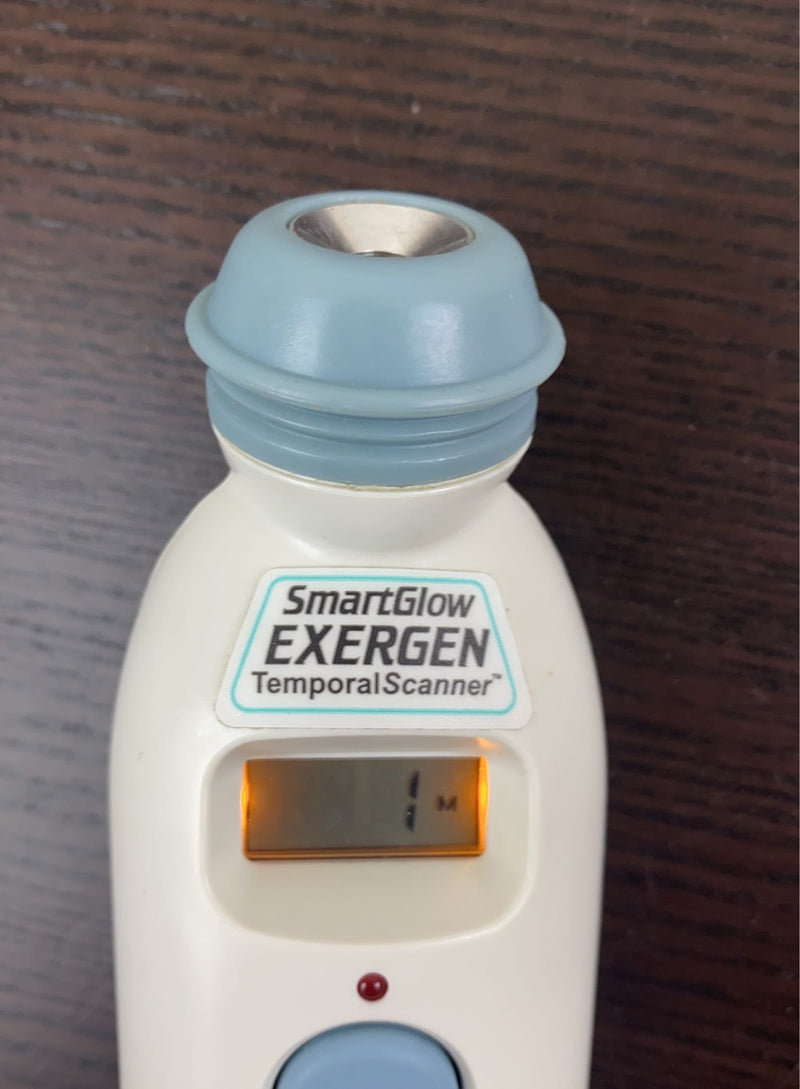 SmartGlow
EXERGEN
TemporalScanner™
1 M